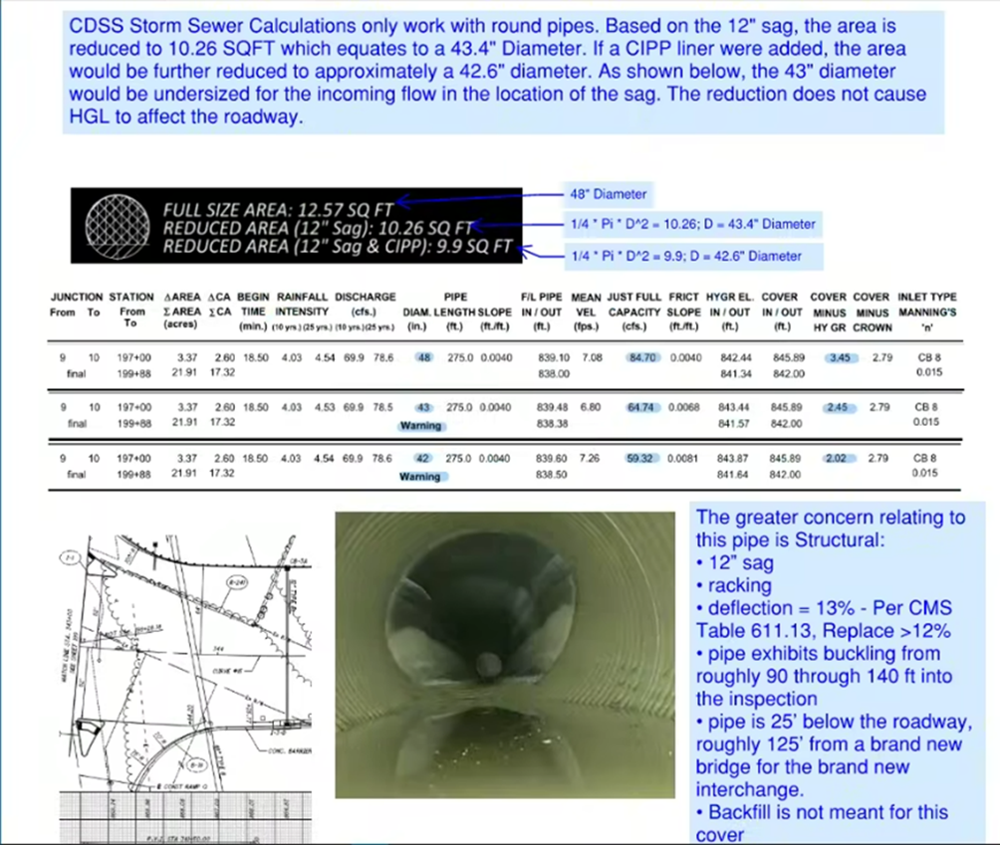 CDSS Storm Sewer Calculations only work with round pipes. Based on the 12" sag, the area is
reduced to 10.26 SQFT which equates to a 43.4" Diameter. If a CIPP liner were added, the area
would be further reduced to approximately a 42.6" diameter. As shown below, the 43" diameter
would be undersized for the incoming flow in the location of the sag. The reduction does not cause
HGL to affect the roadway.
FULL SIZE AREA: 12.57 SQ FT
REDUCED AREA (12" Sag): 10.26 SQ FT
REDUCED AREA (12" Sag & CIPP): 9.9 SQ FT
48" Diameter
1/4 * Pi * D^2 = 10.26; D = 43.4" Diameter
1/4 * Pi * D^2 = 9.9; D = 42.6" Diameter
JUNCTION STATION ΔAREA ΔCA BEGIN RAINFALL DISCHARGE PIPE F/L PIPE MEAN JUST FULL FRICT HYGR EL. COVER COVER COVER INLET TYPE
From To From Σ AREA ΣCA TIME INTENSITY (cfs.) DIAM. LENGTH SLOPE IN / OUT VEL CAPACITY SLOPE IN / OUT IN / OUT MINUS MINUS MANNING'S
To (acres) (min.) (10 yrs.) (25 yrs.) (10 yrs.) (25 yrs.) (in.) (ft.) (ft./ft.) (ft.) (fps.) (cfs.) (ft./ft.) (ft.) (ft.) HY GR CROWN 'n'
9 10 197+00 3.37 2.60 18.50 4.03 4.54 69.9 78.6 48 275.0 0.0040 839.10 7.08 84.70 0.0040 842.44 845.89 3.45 2.79 CB 8
final 199+88 21.91 17.32 838.00 841.34 842.00 0.015
9 10 197+00 3.37 2.60 18.50 4.03 4.53 69.9 78.5 43 275.0 0.0040 839.48 6.80 64.74 0.0068 843.44 845.89 2.45 2.79 CB 8
final 199+88 21.91 17.32 Warning 838.38 841.57 842.00 0.015
9 10 197+00 3.37 2.60 18.50 4.03 4.54 69.9 78.6 42 275.0 0.0040 839.60 7.26 59.32 0.0081 843.87 845.89 2.02 2.79 CB 8
final 199+88 21.91 17.32 Warning 838.50 841.64 842.00 0.015
The greater concern relating to
this pipe is Structural:
• 12” sag
• racking
• deflection = 13% - Per CMS
Table 611.13, Replace >12%
• pipe exhibits buckling from
roughly 90 through 140 ft into
the inspection
• pipe is 25’ below the roadway,
roughly 125’ from a brand new
bridge for the brand new
interchange.
• Backfill is not meant for this
cover